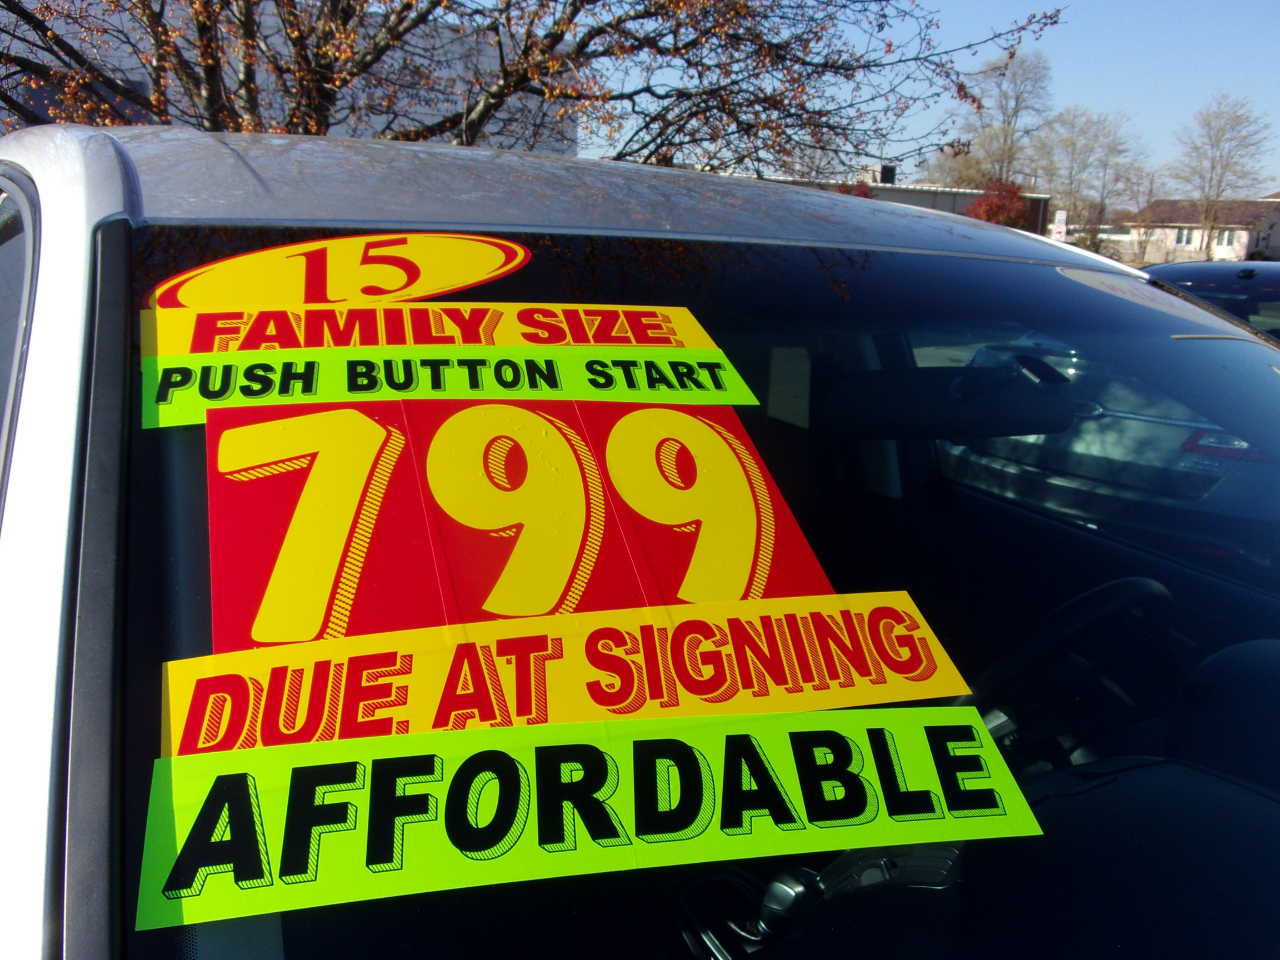 15
FAMILY SIZE
PUSH BUTTON START
799
DUE AT SIGNING
AFFORDABLE